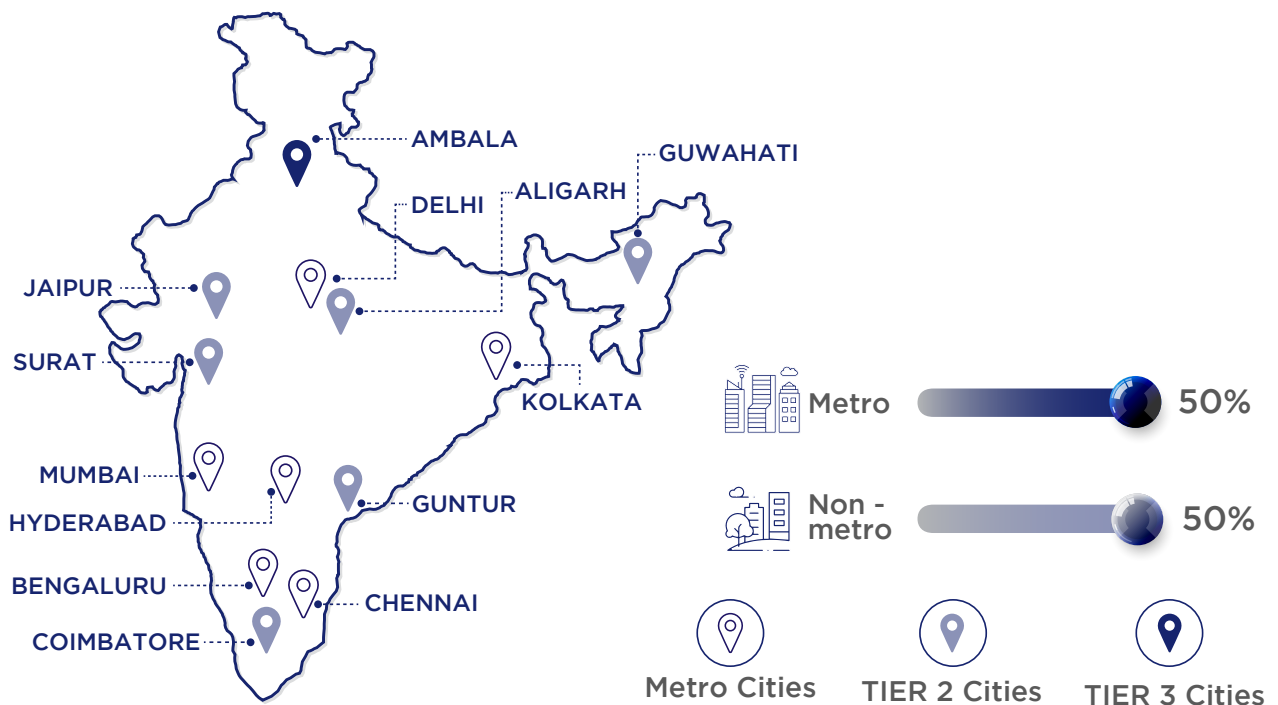 AMBALA
GUWAHATI
ALIGARH
DELHI
JAIPUR
SURAT
KOLKATA
MUMBAI
GUNTUR
HYDERABAD
BENGALURU
CHENNAI
COIMBATORE
Metro
50%
Non -
metro
50%
Metro Cities
TIER 2 Cities
TIER 3 Cities